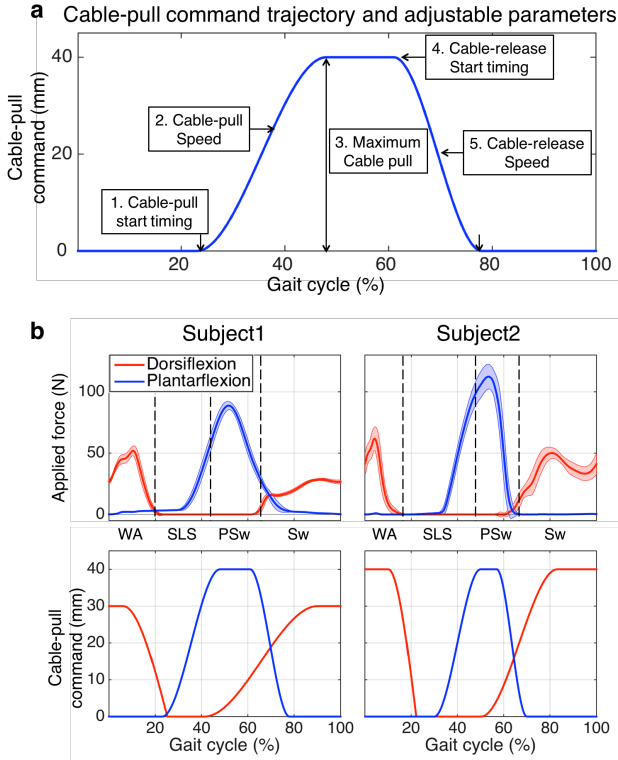 a
Cable-pull command trajectory and adjustable parameters
Cable-pull
command (mm)
40
20
0
1. Cable-pull
start timing
2. Cable-pull
Speed
3. Maximum
Cable pull
4. Cable-release
Start timing
5. Cable-release
Speed
20
40
60
80
100
Gait cycle (%)
b
Subject1
Subject2
Dorsiflexion
Plantarflexion
Applied force (N)
100
50
0
WA
SLS
PSw
Sw
WA
SLS
PSw
Sw
Cable-pull
command (mm)
40
30
20
10
0
20
40
60
80
100
Gait cycle (%)
20
40
60
80
100
Gait cycle (%)